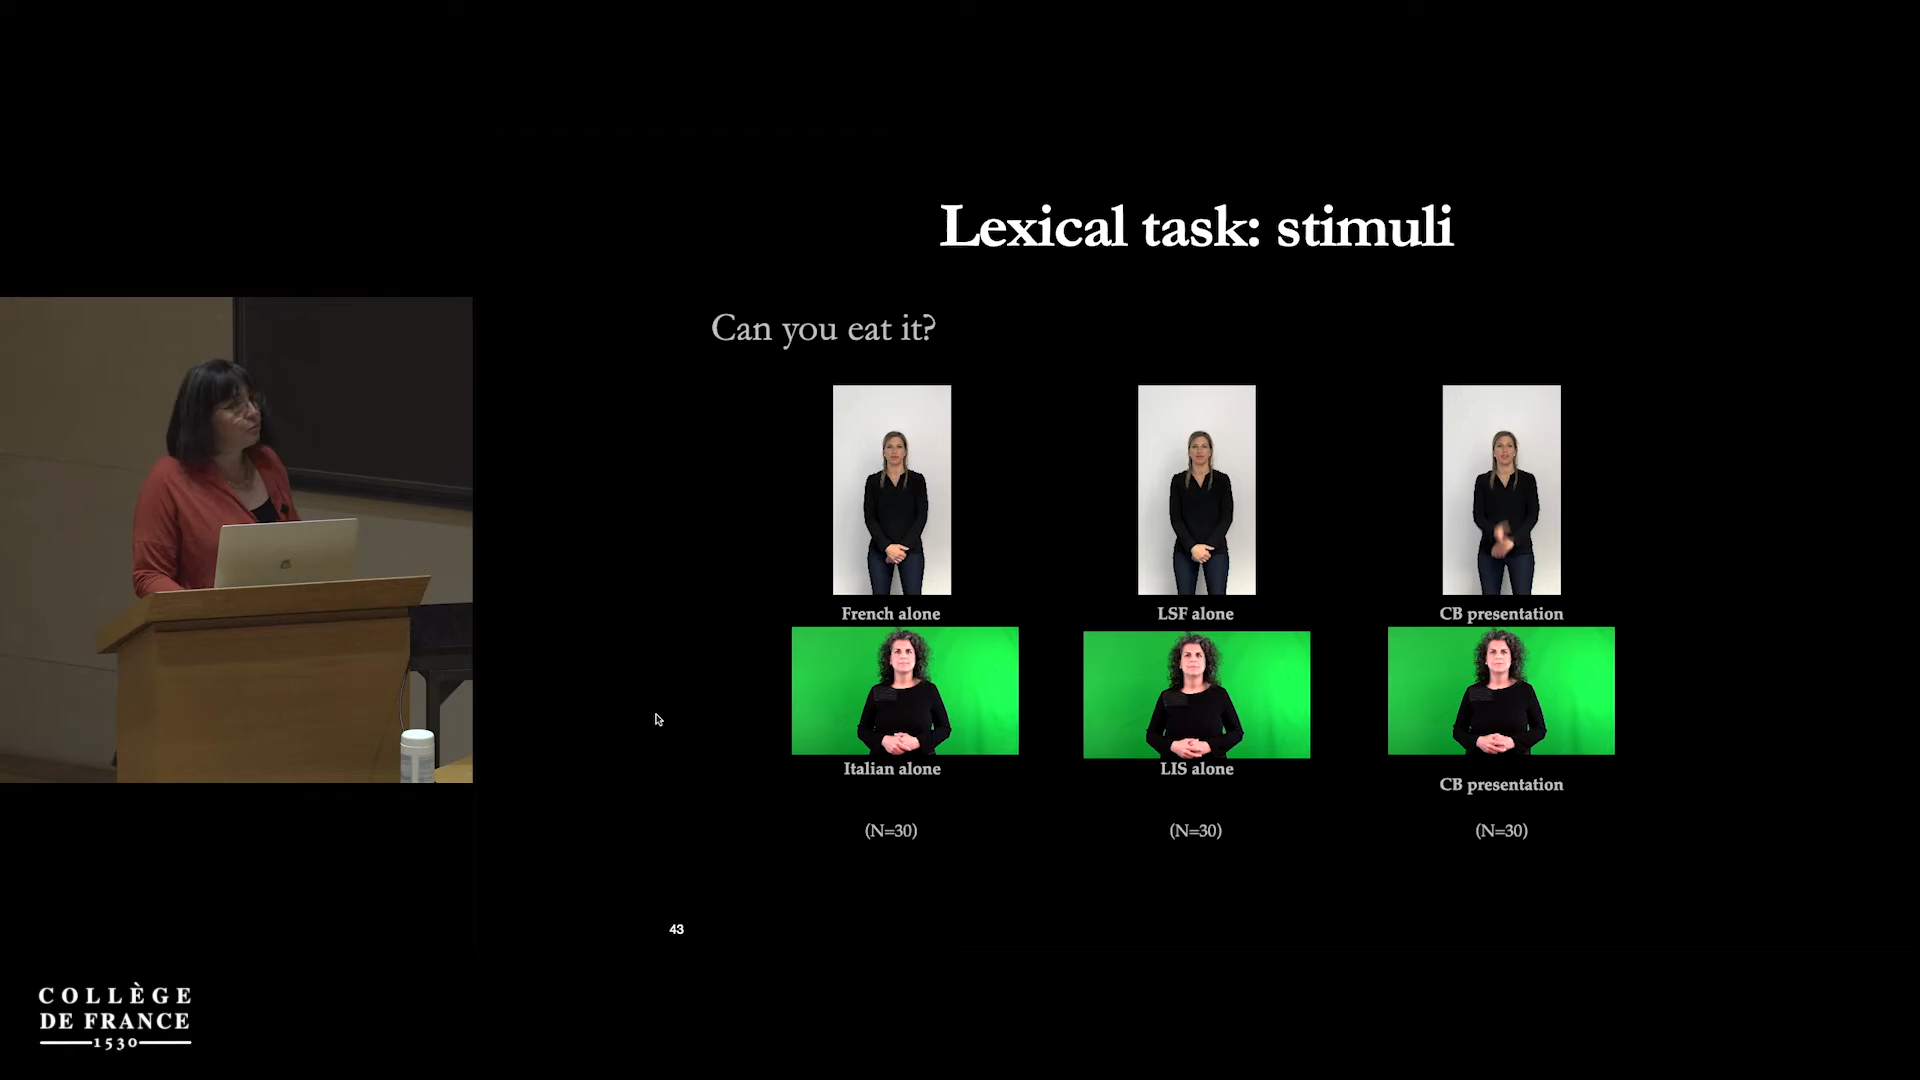 Lexical task: stimuli
Can you eat it?
French alone
LSF alone
CB presentation
Italian alone
LIS alone
CB presentation
(N=30)
(N=30)
(N=30)
43
COLLÈGE
DE FRANCE
1530